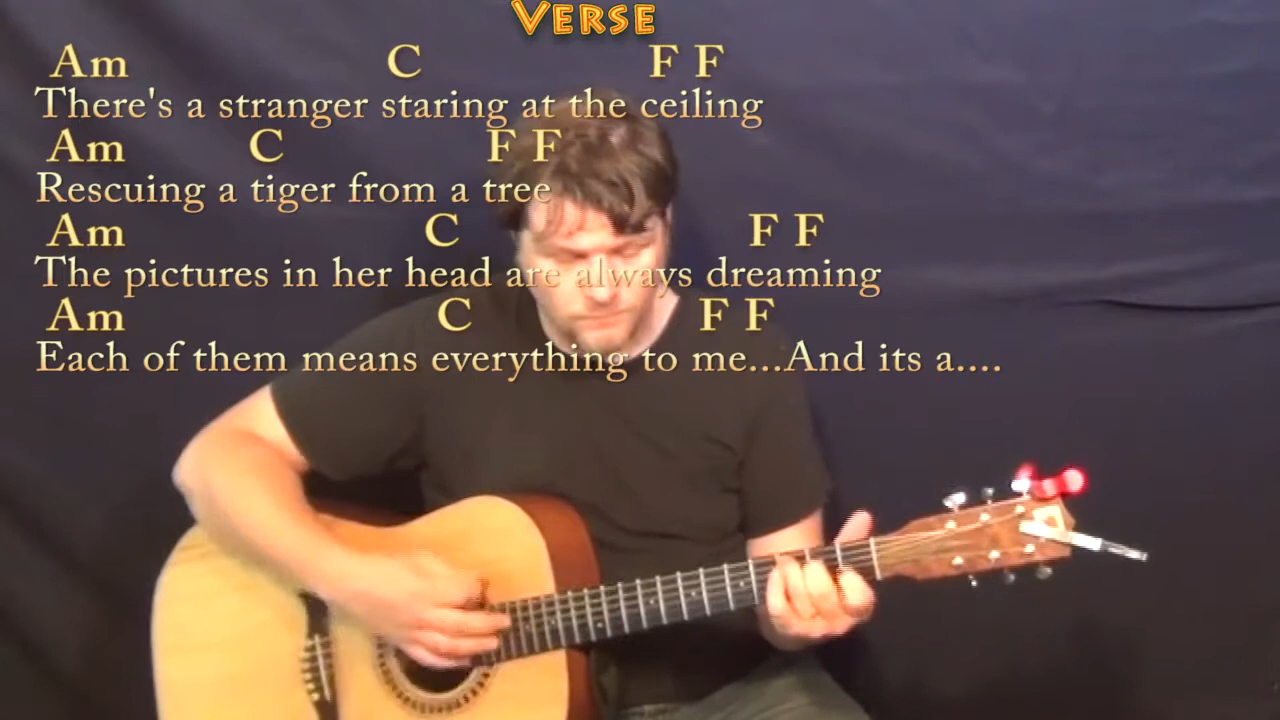 VERSE
Am C F F
There's a stranger staring at the ceiling
Am C F F
Rescuing a tiger from a tree
Am C F F
The pictures in her head are always dreaming
Am C F F
Each of them means everything to me...And its a....